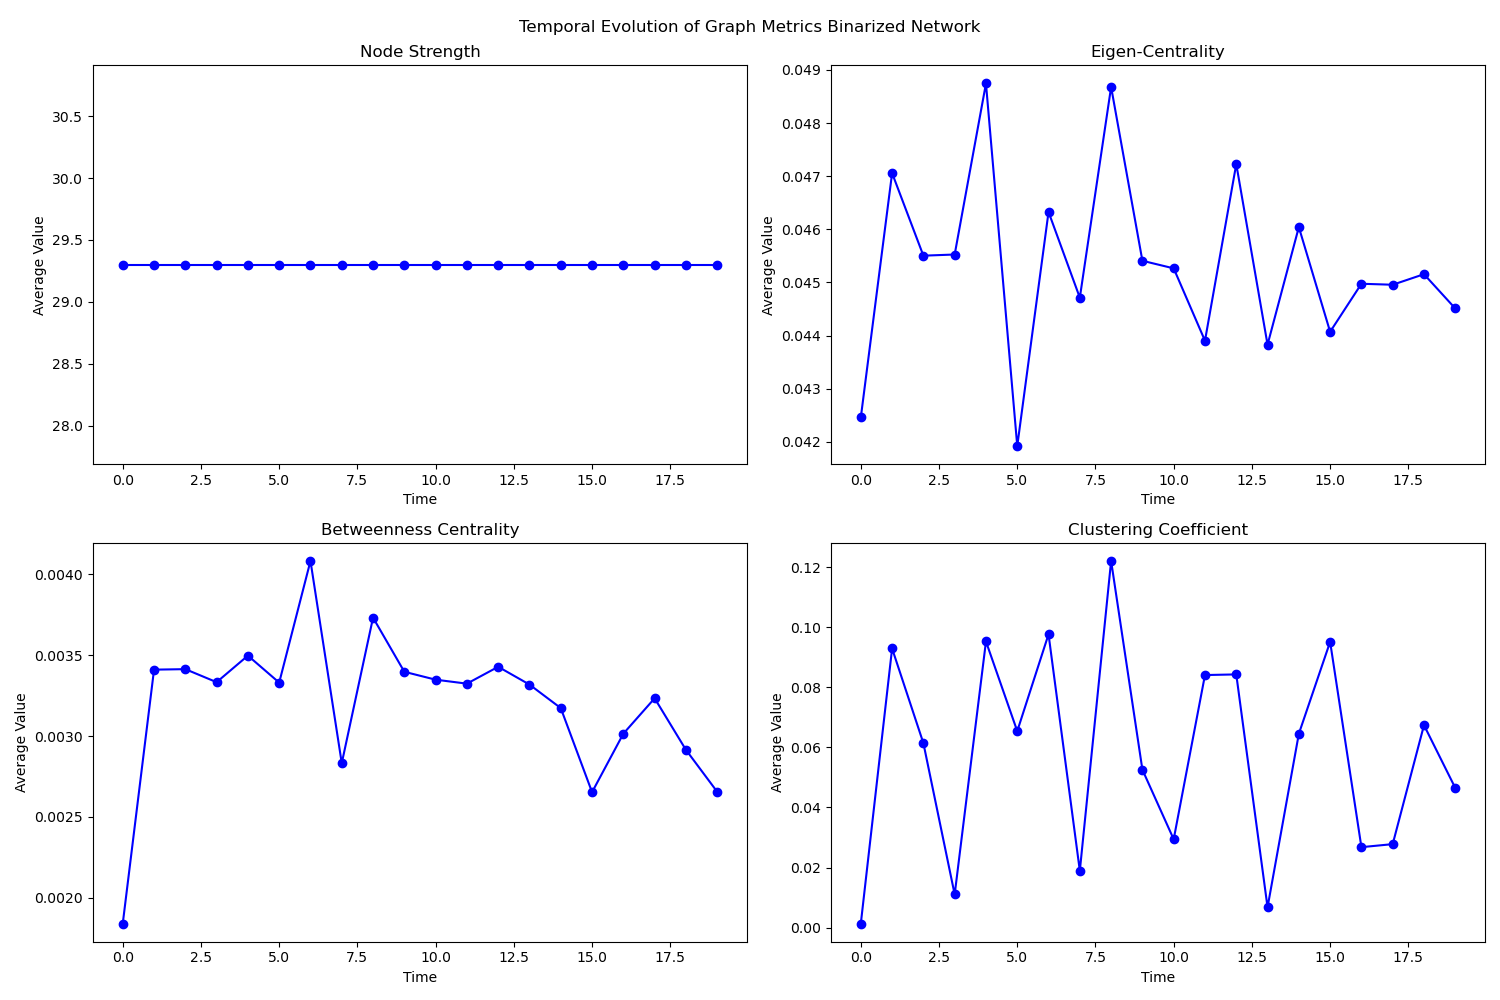 Temporal Evolution of Graph Metrics Binarized Network
Node Strength
30.5
30.0
29.5
29.0
28.5
28.0
Average Value
0.0 2.5 5.0 7.5 10.0 12.5 15.0 17.5
Time
Eigen-Centrality
0.049
0.048
0.047
0.046
0.045
0.044
0.043
0.042
Average Value
0.0 2.5 5.0 7.5 10.0 12.5 15.0 17.5
Time
Betweenness Centrality
0.0040
0.0035
0.0030
0.0025
0.0020
Average Value
0.0 2.5 5.0 7.5 10.0 12.5 15.0 17.5
Time
Clustering Coefficient
0.12
0.10
0.08
0.06
0.04
0.02
0.00
Average Value
0.0 2.5 5.0 7.5 10.0 12.5 15.0 17.5
Time